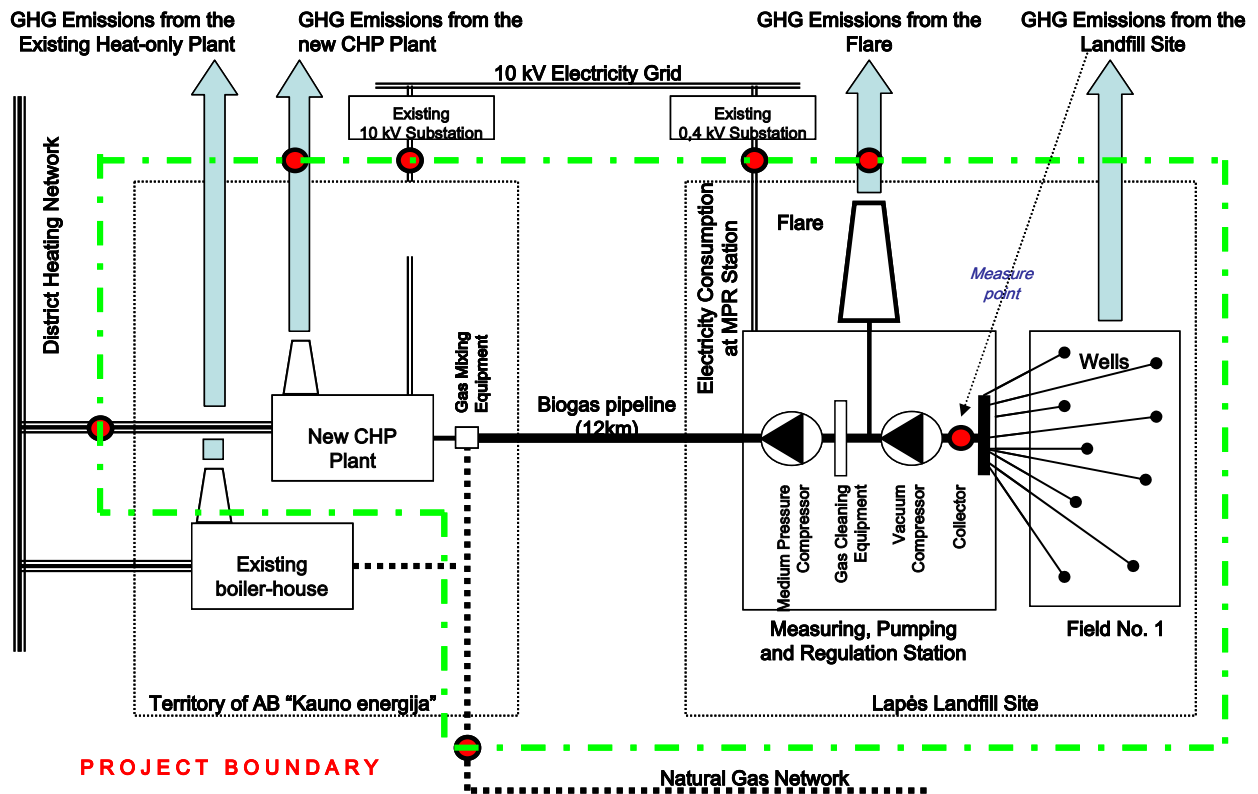 GHG Emissions from the
Existing Heat-only Plant
GHG Emissions from the
new CHP Plant
GHG Emissions from the
Flare
GHG Emissions from the
Landfill Site
10 kV Electricity Grid
Existing
10 kV Substation
Existing
0,4 kV Substation
District Heating Network
Electricity Consumption
at MPR Station
Flare
Measure
point
Wells
Gas Mixing
Equipment
Biogas pipeline
(12km)
New CHP
Plant
Medium Pressure
Compressor
Gas Cleaning
Equipment
Vacuum
Compressor
Collector
Existing
boiler-house
Measuring, Pumping
and Regulation Station
Field No. 1
Territory of AB “Kauno energija”
Lapės Landfill Site
PROJECT BOUNDARY
Natural Gas Network